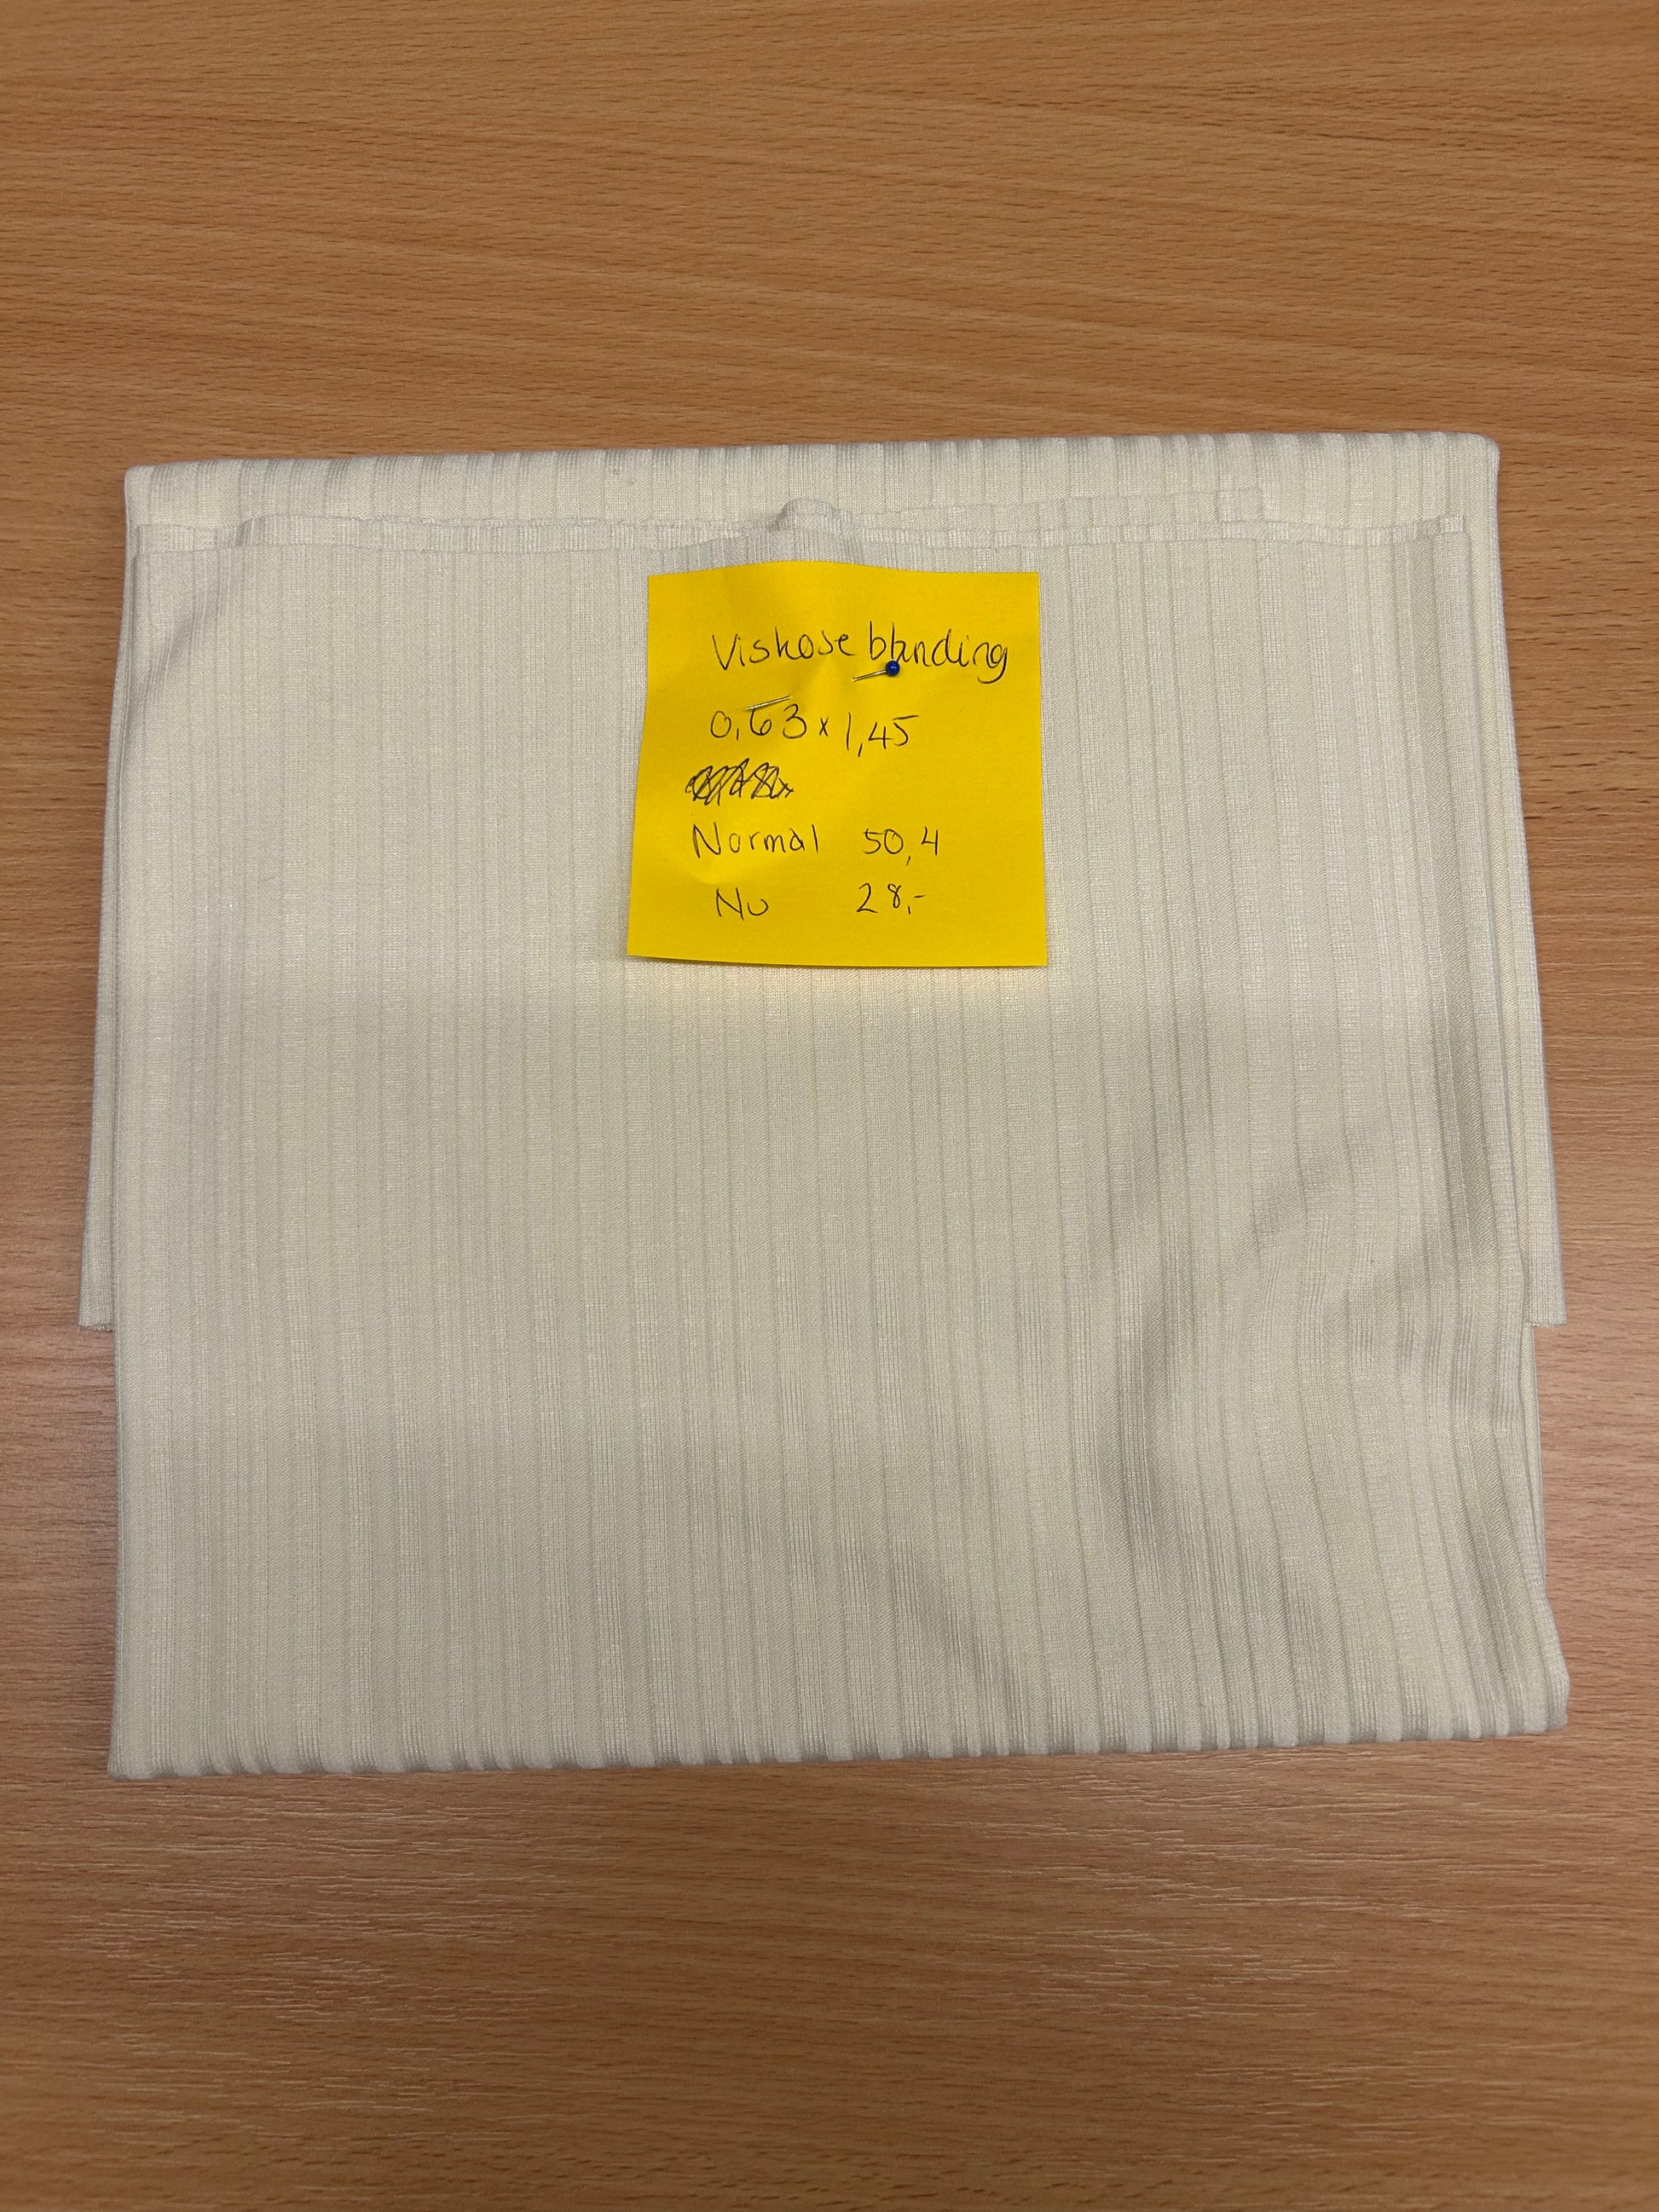 Viskose blanding
0,63 x 1,45
Normal 50,4
Nu 28,-